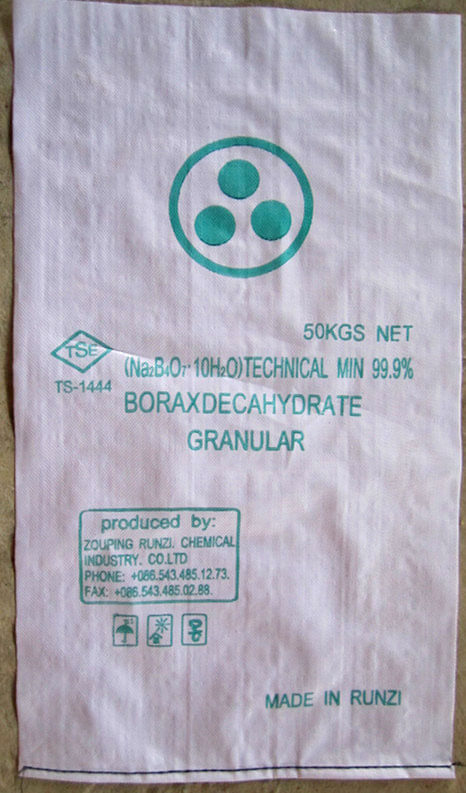 50KGS NET
TSE
(Na₂B₄O₇·10H₂O)TECHNICAL MIN 99.9%
TS-1444
BORAXDECAHYDRATE
GRANULAR
produced by:
ZOUPING RUNZI. CHEMICAL
INDUSTRY. CO.LTD
PHONE: +086.543.485.12.73.
FAX: +086.543.485.02.88.
MADE IN RUNZI